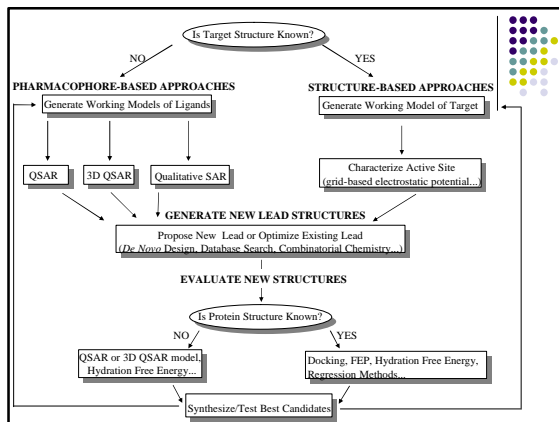 Is Target Structure Known?
NO
YES
PHARMACOPHORE-BASED APPROACHES
STRUCTURE-BASED APPROACHES
Generate Working Models of Ligands
Generate Working Model of Target
QSAR
3D QSAR
Qualitative SAR
Characterize Active Site
(grid-based electrostatic potential...)
GENERATE NEW LEAD STRUCTURES
Propose New Lead or Optimize Existing Lead
(De Novo Design, Database Search, Combinatorial Chemistry...)
EVALUATE NEW STRUCTURES
Is Protein Structure Known?
NO
YES
QSAR or 3D QSAR model,
Hydration Free Energy...
Docking, FEP, Hydration Free Energy,
Regression Methods...
Synthesize/Test Best Candidates